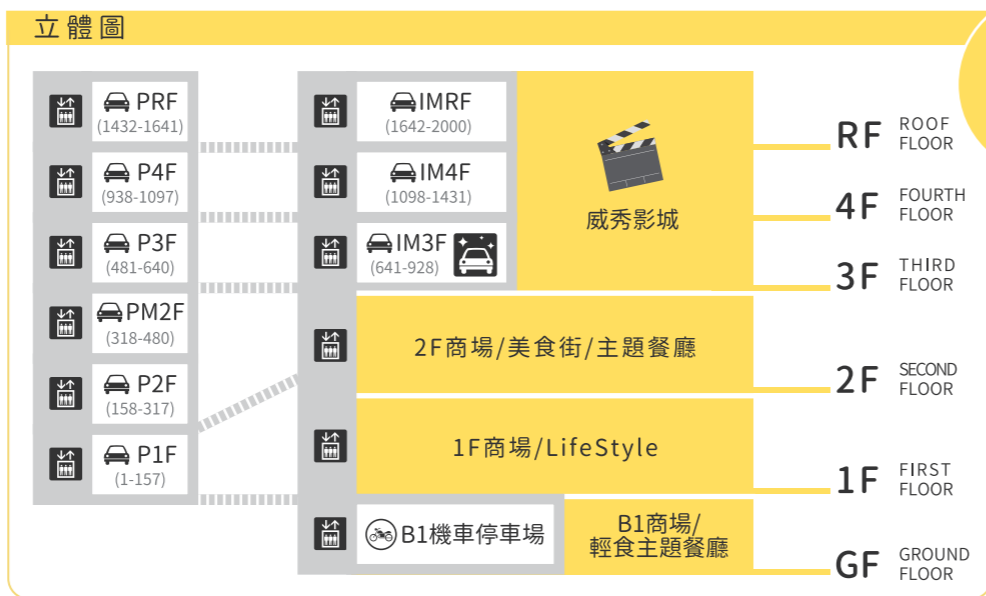 立體圖
PRF
(1432-1641)
P4F
(938-1097)
P3F
(481-640)
PM2F
(318-480)
P2F
(158-317)
P1F
(1-157)
IMRF
(1642-2000)
IM4F
(1098-1431)
IM3F
(641-928)
威秀影城
2F商場/美食街/主題餐廳
1F商場/LifeStyle
B1機車停車場
B1商場/
輕食主題餐廳
RF ROOF
FLOOR
4F FOURTH
FLOOR
3F THIRD
FLOOR
2F SECOND
FLOOR
1F FIRST
FLOOR
GF GROUND
FLOOR